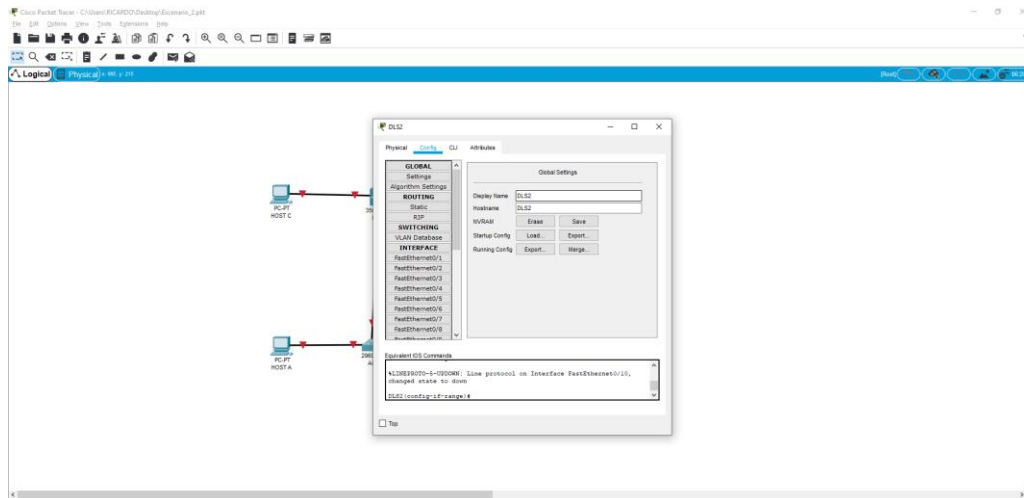 Cisco Packet Tracer - C:\Users\RICARDO\Desktop\Escenario_2.pkt
File Edit Options View Tools Extensions Help
Logical Physical
[Root]
DLS2
Physical Config CLI Attributes
GLOBAL
Settings
Algorithm Settings
ROUTING
Static
RIP
SWITCHING
VLAN Database
INTERFACE
FastEthernet0/1
FastEthernet0/2
FastEthernet0/3
FastEthernet0/4
FastEthernet0/5
FastEthernet0/6
FastEthernet0/7
FastEthernet0/8
Global Settings
Display Name DLS2
Hostname DLS2
NVRAM Erase Save
Startup Config Load... Export...
Running Config Export... Merge...
PC-PT
HOST C
PC-PT
HOST A
Equivalent IOS Commands
%LINEPROTO-5-UPDOWN: Line protocol on Interface FastEthernet0/10,
changed state to down
DLS2(config-if-range)#
Top